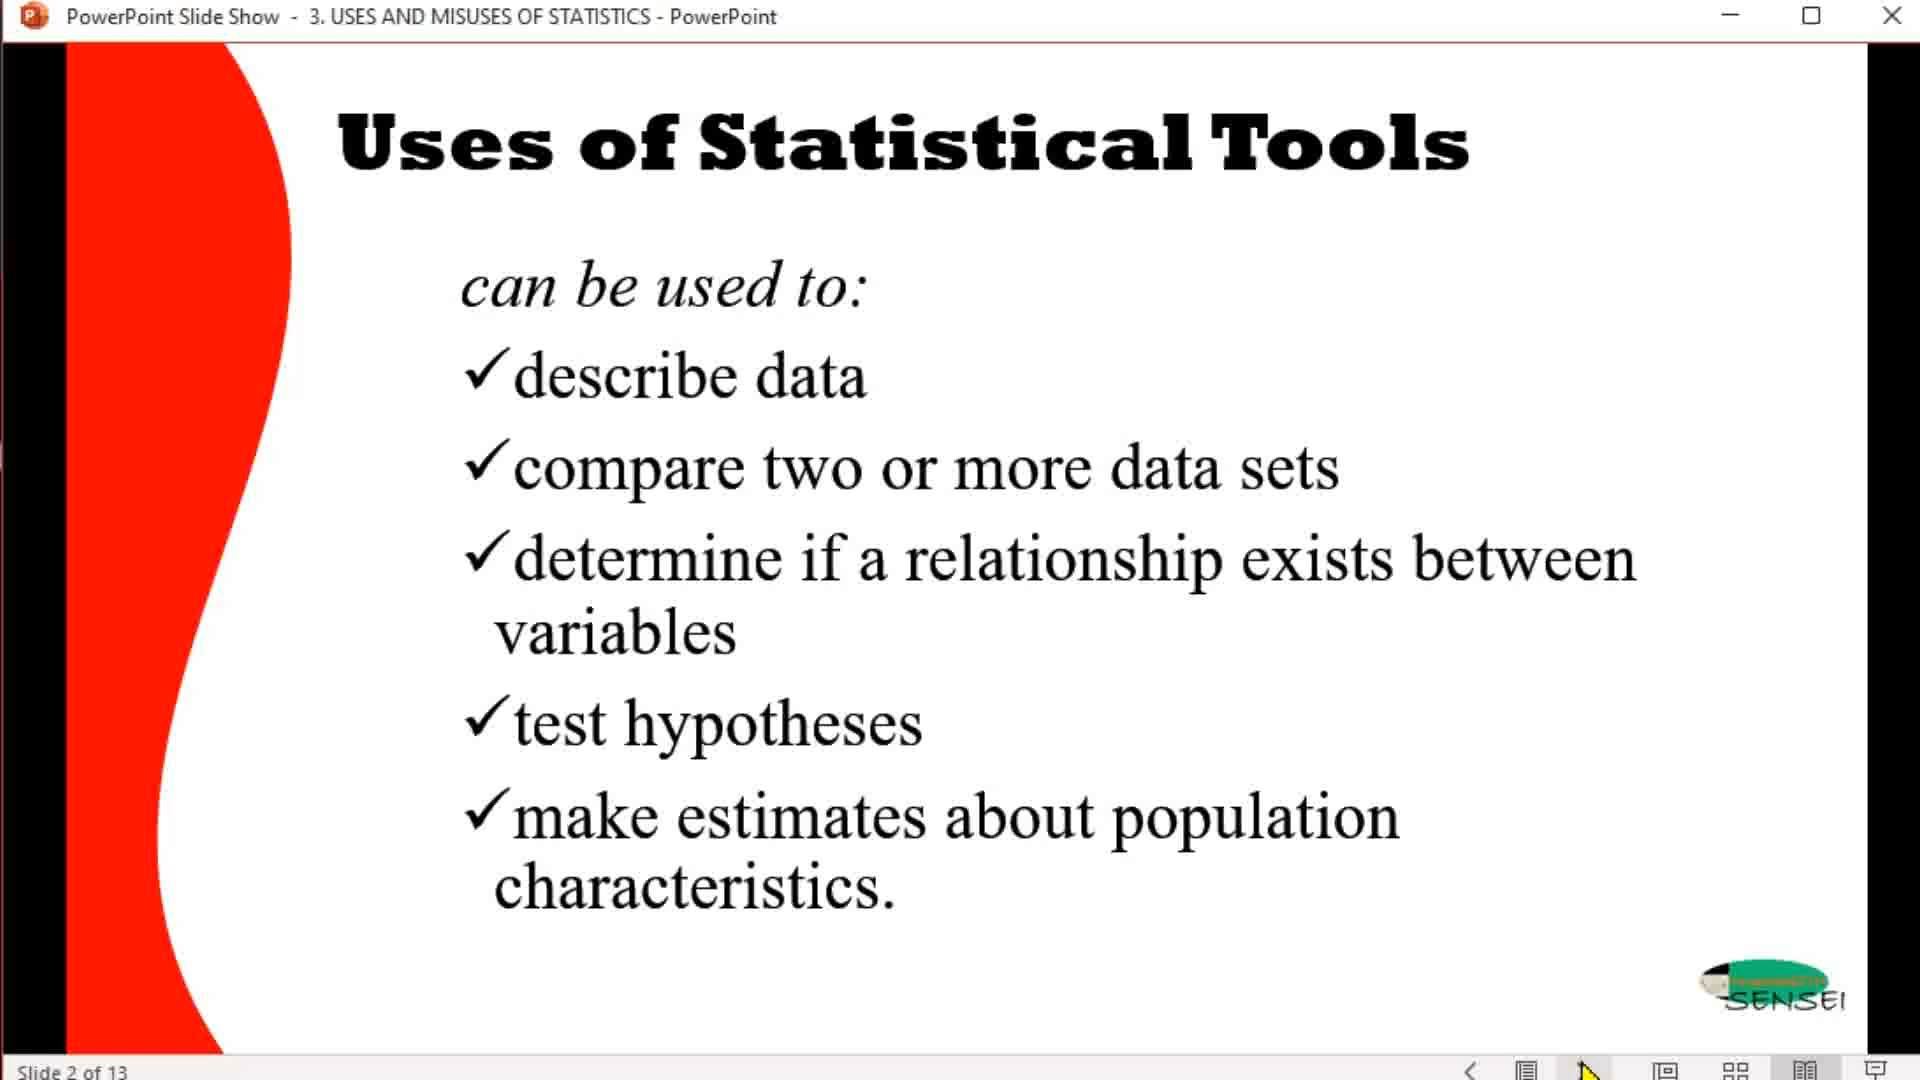 PowerPoint Slide Show - 3. USES AND MISUSES OF STATISTICS - PowerPoint
Uses of Statistical Tools
can be used to:
✓describe data
✓compare two or more data sets
✓determine if a relationship exists between
variables
✓test hypotheses
✓make estimates about population
characteristics.
SENSEI
Slide 2 of 13